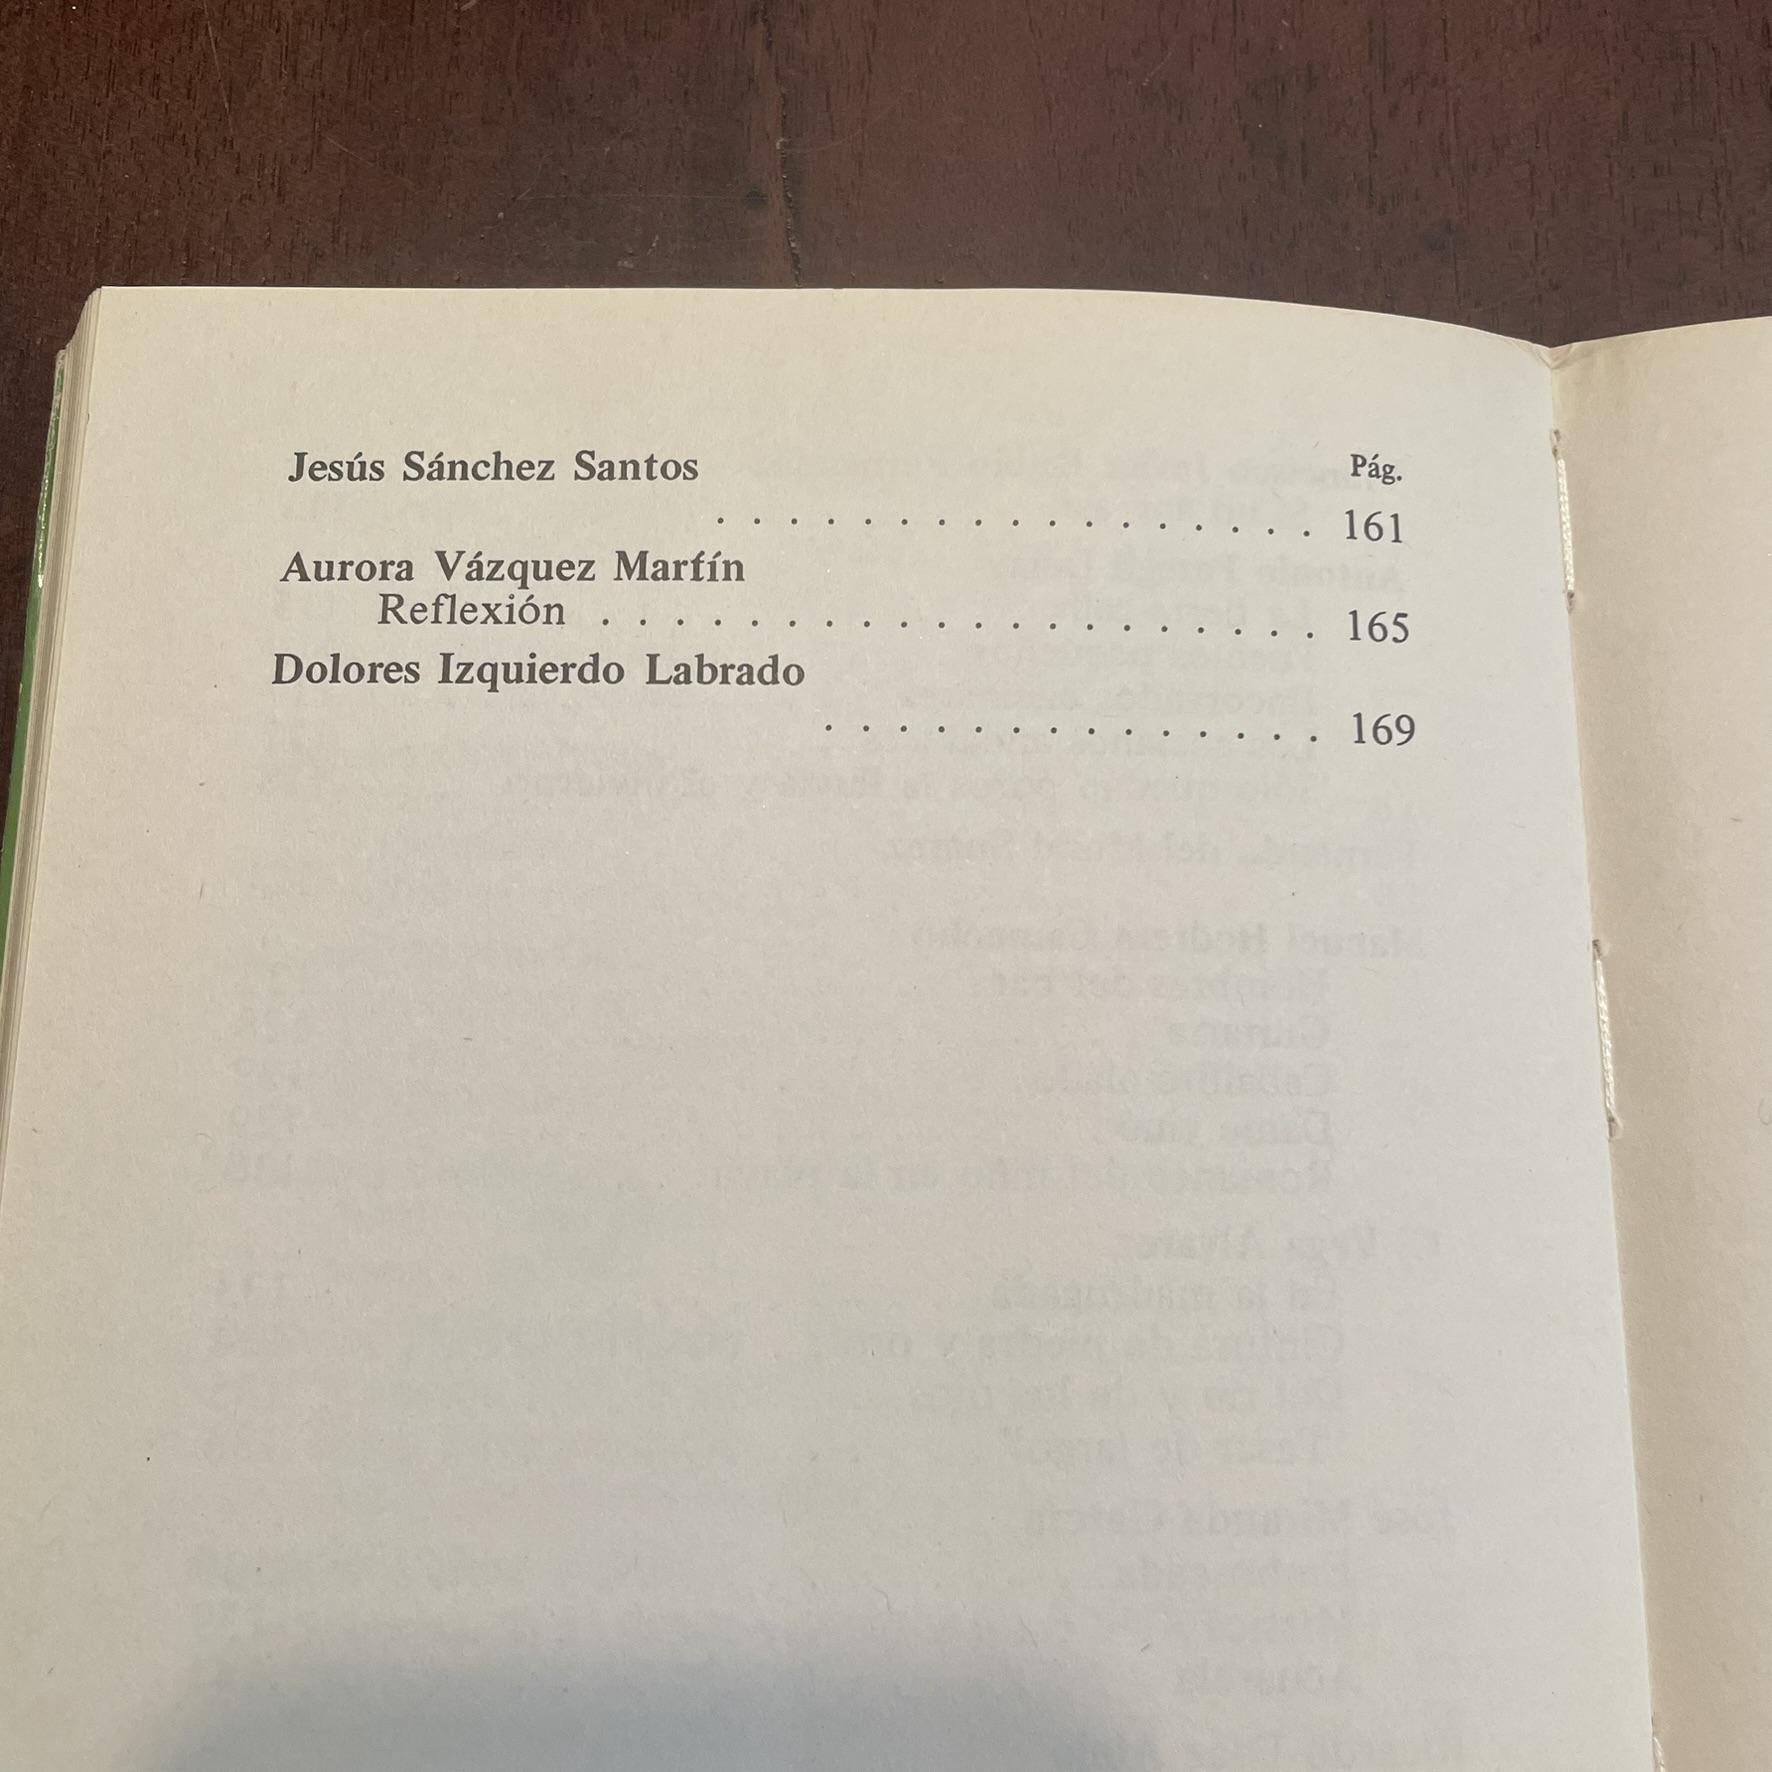 Jesús Sánchez Santos Pág.
. . . . . . . . . . . . . . . . . 161
Aurora Vázquez Martín
Reflexión . . . . . . . . . . . . . . . . . . . . 165
Dolores Izquierdo Labrado
. . . . . . . . . . . . . . 169